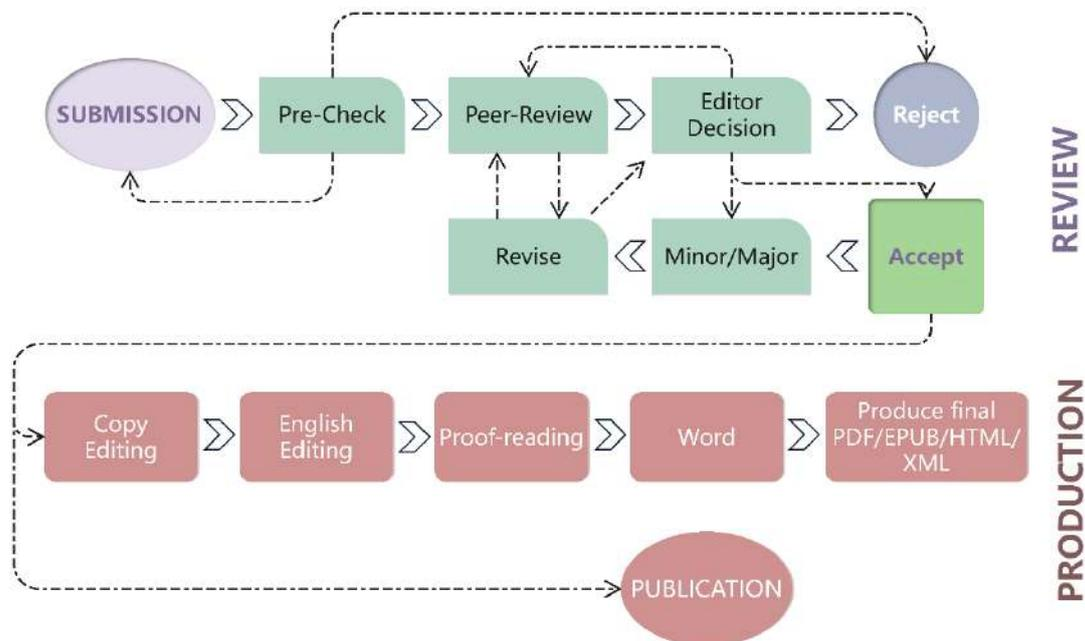 SUBMISSION
Pre-Check
Peer-Review
Editor
Decision
Reject
REVIEW
Revise
Minor/Major
Accept
Copy
Editing
English
Editing
Proof-reading
Word
Produce final
PDF/EPUB/HTML/
XML
PRODUCTION
PUBLICATION